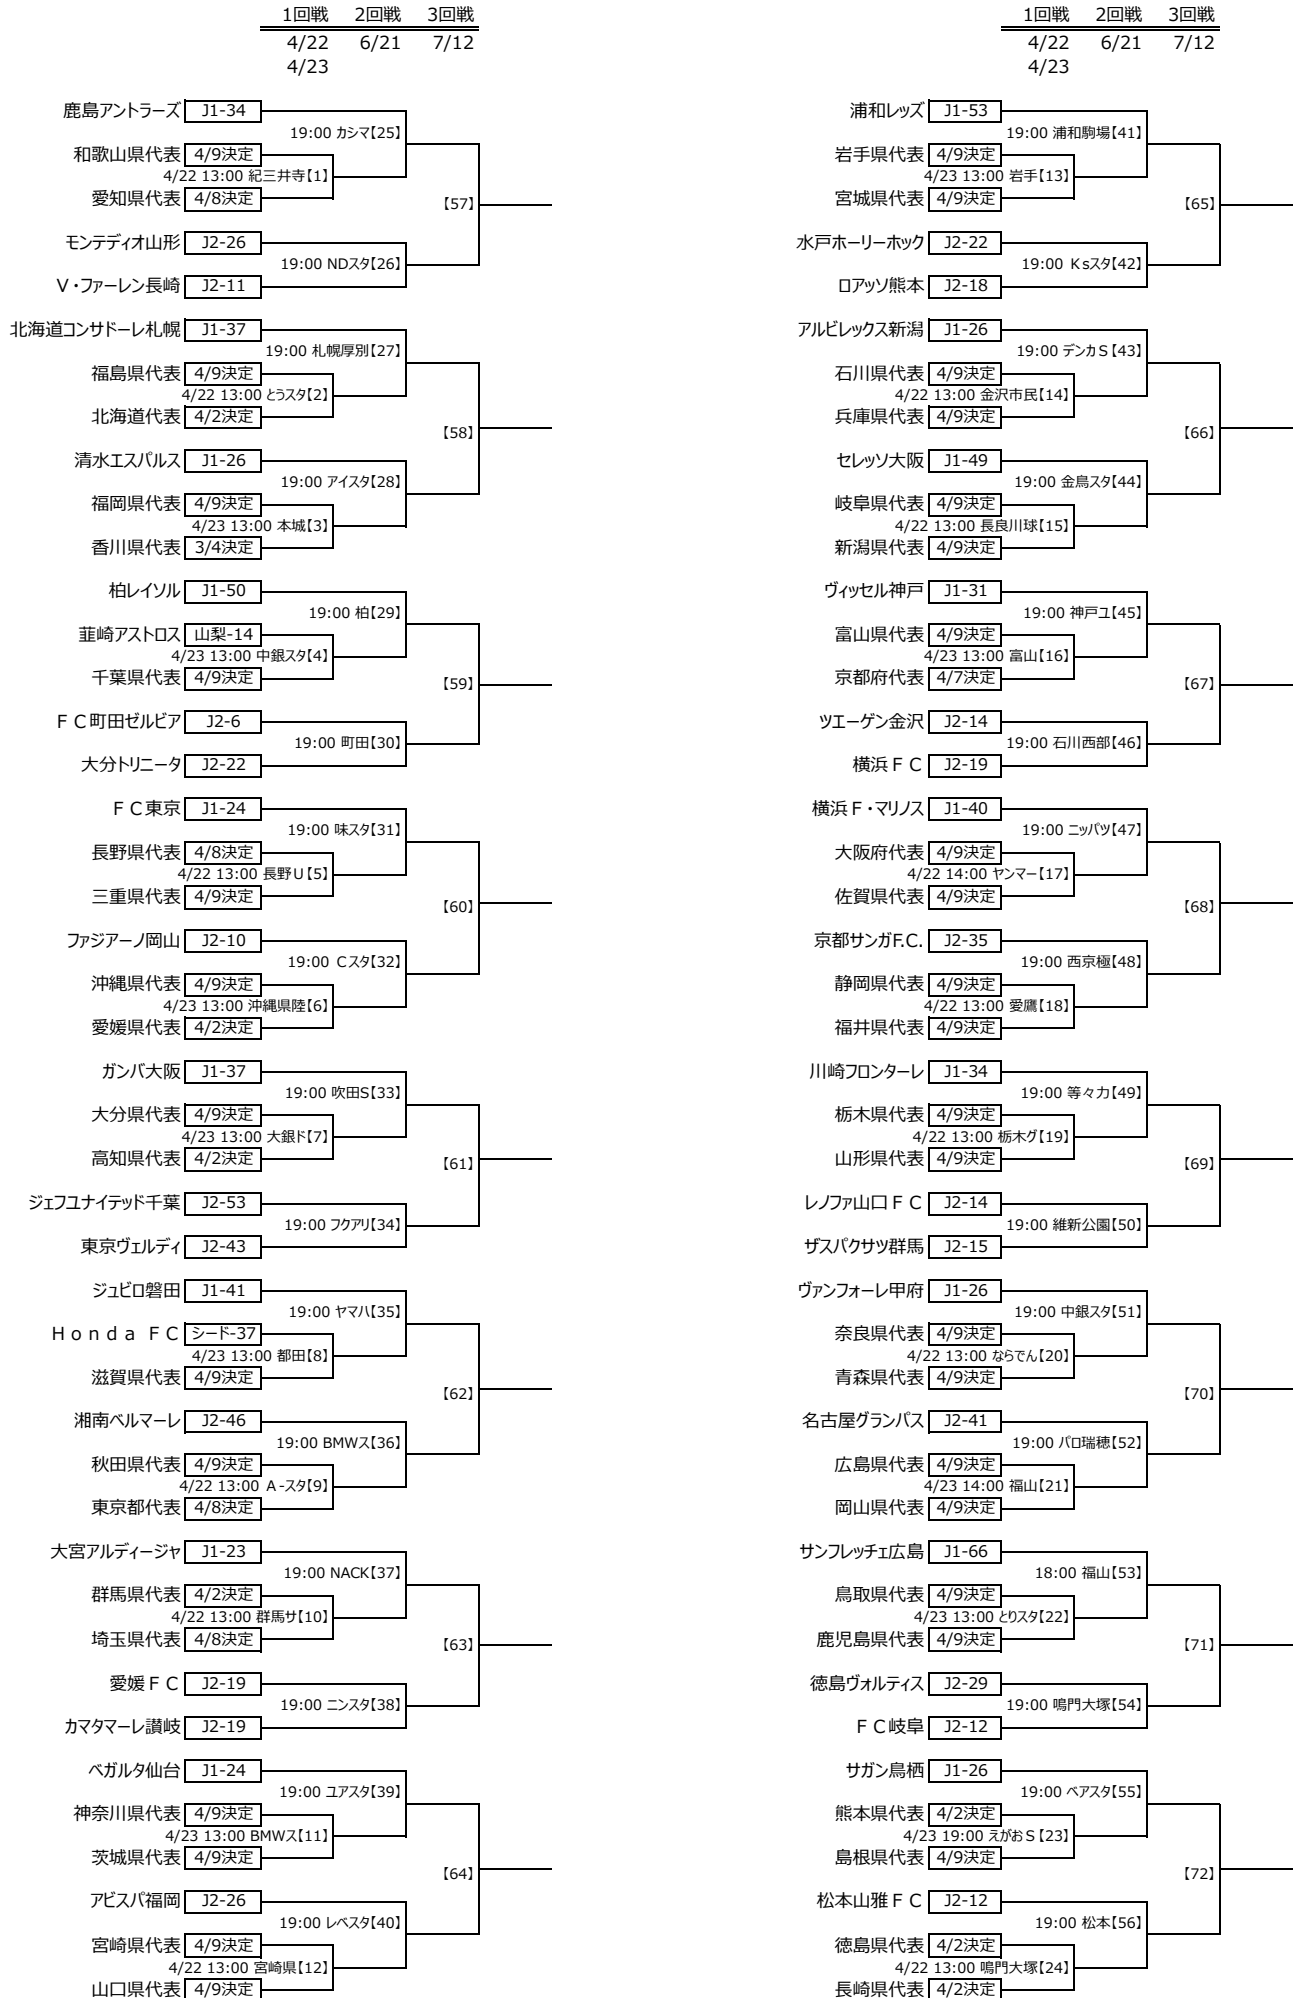 1回戦 2回戦 3回戦
4/22 6/21 7/12
4/23
鹿島アントラーズ J1-34
19:00 カシマ【25】
和歌山県代表 4/9決定
4/22 13:00 紀三井寺【1】
愛知県代表 4/8決定
【57】
モンテディオ山形 J2-26
19:00 NDスタ【26】
V・ファーレン長崎 J2-11
北海道コンサドーレ札幌 J1-37
19:00 札幌厚別【27】
福島県代表 4/9決定
4/22 13:00 とうスタ【2】
北海道代表 4/2決定
【58】
清水エスパルス J1-26
19:00 アイスタ【28】
福岡県代表 4/9決定
4/23 13:00 本城【3】
香川県代表 3/4決定
柏レイソル J1-50
19:00 柏【29】
韮崎アストロス 山梨-14
4/23 13:00 中銀スタ【4】
千葉県代表 4/9決定
【59】
FC町田ゼルビア J2-6
19:00 町田【30】
大分トリニータ J2-22
FC東京 J1-24
19:00 味スタ【31】
長野県代表 4/8決定
4/22 13:00 長野U【5】
三重県代表 4/9決定
【60】
ファジアーノ岡山 J2-10
19:00 Cスタ【32】
沖縄県代表 4/9決定
4/23 13:00 沖縄県陸【6】
愛媛県代表 4/2決定
ガンバ大阪 J1-37
19:00 吹田S【33】
大分県代表 4/9決定
4/23 13:00 大銀ド【7】
高知県代表 4/2決定
【61】
ジェフユナイテッド千葉 J2-53
19:00 フクアリ【34】
東京ヴェルディ J2-43
ジュビロ磐田 J1-41
19:00 ヤマハ【35】
Honda FC シード-37
4/23 13:00 都田【8】
滋賀県代表 4/9決定
【62】
湘南ベルマーレ J2-46
19:00 BMWス【36】
秋田県代表 4/9決定
4/22 13:00 A-スタ【9】
東京都代表 4/8決定
大宮アルディージャ J1-23
19:00 NACK【37】
群馬県代表 4/2決定
4/22 13:00 群馬サ【10】
埼玉県代表 4/8決定
【63】
愛媛FC J2-19
19:00 ニンスタ【38】
カマタマーレ讃岐 J2-19
ベガルタ仙台 J1-24
19:00 ユアスタ【39】
神奈川県代表 4/9決定
4/23 13:00 BMWス【11】
茨城県代表 4/9決定
【64】
アビスパ福岡 J2-26
19:00 レベスタ【40】
宮崎県代表 4/9決定
4/22 13:00 宮崎県【12】
山口県代表 4/9決定
1回戦 2回戦 3回戦
4/22 6/21 7/12
4/23
浦和レッズ J1-53
19:00 浦和駒場【41】
岩手県代表 4/9決定
4/23 13:00 岩手【13】
宮城県代表 4/9決定
【65】
水戸ホーリーホック J2-22
19:00 Ksスタ【42】
ロアッソ熊本 J2-18
アルビレックス新潟 J1-26
19:00 デンカS【43】
石川県代表 4/9決定
4/22 13:00 金沢市民【14】
兵庫県代表 4/9決定
【66】
セレッソ大阪 J1-49
19:00 金鳥スタ【44】
岐阜県代表 4/9決定
4/22 13:00 長良川球【15】
新潟県代表 4/9決定
ヴィッセル神戸 J1-31
19:00 神戸ユ【45】
富山県代表 4/9決定
4/23 13:00 富山【16】
京都府代表 4/7決定
【67】
ツエーゲン金沢 J2-14
19:00 石川西部【46】
横浜FC J2-19
横浜F・マリノス J1-40
19:00 ニッパツ【47】
大阪府代表 4/9決定
4/22 14:00 ヤンマー【17】
佐賀県代表 4/9決定
【68】
京都サンガF.C. J2-35
19:00 西京極【48】
静岡県代表 4/9決定
4/22 13:00 愛鷹【18】
福井県代表 4/9決定
川崎フロンターレ J1-34
19:00 等々力【49】
栃木県代表 4/9決定
4/22 13:00 栃木グ【19】
山形県代表 4/9決定
【69】
レノファ山口FC J2-14
19:00 維新公園【50】
ザスパクサツ群馬 J2-15
ヴァンフォーレ甲府 J1-26
19:00 中銀スタ【51】
奈良県代表 4/9決定
4/22 13:00 ならでん【20】
青森県代表 4/9決定
【70】
名古屋グランパス J2-41
19:00 パロ瑞穂【52】
広島県代表 4/9決定
4/23 14:00 福山【21】
岡山県代表 4/9決定
サンフレッチェ広島 J1-66
18:00 福山【53】
鳥取県代表 4/9決定
4/23 13:00 とりスタ【22】
鹿児島県代表 4/9決定
【71】
徳島ヴォルティス J2-29
19:00 鳴門大塚【54】
FC岐阜 J2-12
サガン鳥栖 J1-26
19:00 ベアスタ【55】
熊本県代表 4/2決定
4/23 19:00 えがおS【23】
島根県代表 4/9決定
【72】
松本山雅FC J2-12
19:00 松本【56】
徳島県代表 4/2決定
4/22 13:00 鳴門大塚【24】
長崎県代表 4/2決定